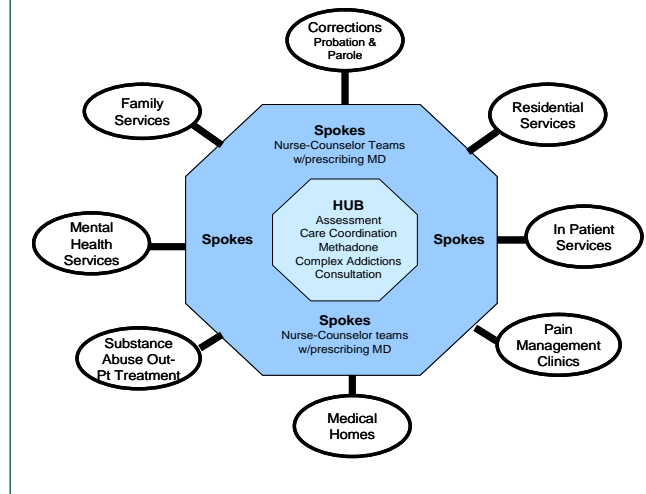 Corrections
Probation &
Parole
Family
Services
Residential
Services
Spokes
Nurse-Counselor Teams
w/prescribing MD
HUB
Assessment
Care Coordination
Methadone
Complex Addictions
Consultation
Mental
Health
Services
Spokes
Spokes
In Patient
Services
Spokes
Nurse-Counselor teams
w/prescribing MD
Substance
Abuse Out-
Pt Treatment
Pain
Management
Clinics
Medical
Homes